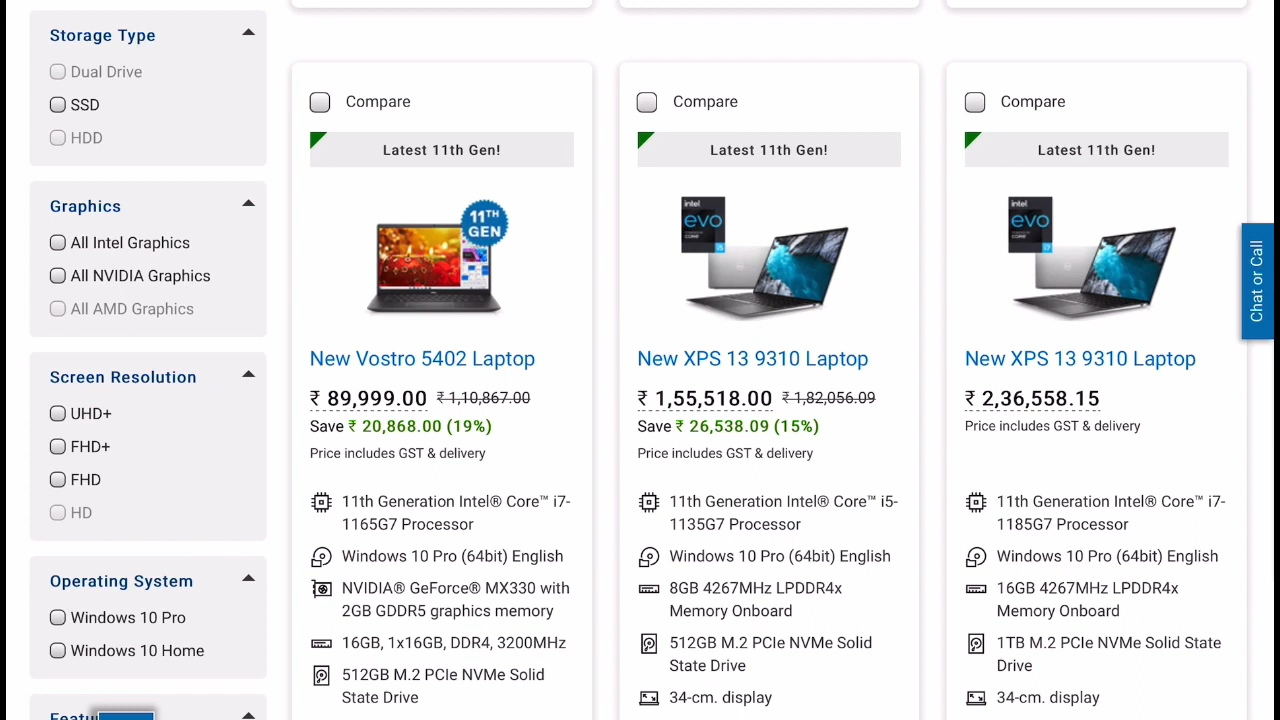 Storage Type
Dual Drive
SSD
HDD
Graphics
All Intel Graphics
All NVIDIA Graphics
All AMD Graphics
Screen Resolution
UHD+
FHD+
FHD
HD
Operating System
Windows 10 Pro
Windows 10 Home
Compare
Latest 11th Gen!
11TH
GEN
New Vostro 5402 Laptop
₹ 89,999.00 ₹ 1,10,867.00
Save ₹ 20,868.00 (19%)
Price includes GST & delivery
11th Generation Intel® Core™ i7-
1165G7 Processor
Windows 10 Pro (64bit) English
NVIDIA® GeForce® MX330 with
2GB GDDR5 graphics memory
16GB, 1x16GB, DDR4, 3200MHz
512GB M.2 PCIe NVMe Solid
State Drive
Compare
Latest 11th Gen!
intel
evo
New XPS 13 9310 Laptop
₹ 1,55,518.00 ₹ 1,82,056.09
Save ₹ 26,538.09 (15%)
Price includes GST & delivery
11th Generation Intel® Core™ i5-
1135G7 Processor
Windows 10 Pro (64bit) English
8GB 4267MHz LPDDR4x
Memory Onboard
512GB M.2 PCIe NVMe Solid
State Drive
34-cm. display
Compare
Latest 11th Gen!
intel
evo
New XPS 13 9310 Laptop
₹ 2,36,558.15
Price includes GST & delivery
11th Generation Intel® Core™ i7-
1185G7 Processor
Windows 10 Pro (64bit) English
16GB 4267MHz LPDDR4x
Memory Onboard
1TB M.2 PCIe NVMe Solid State
Drive
34-cm. display
Chat or Call